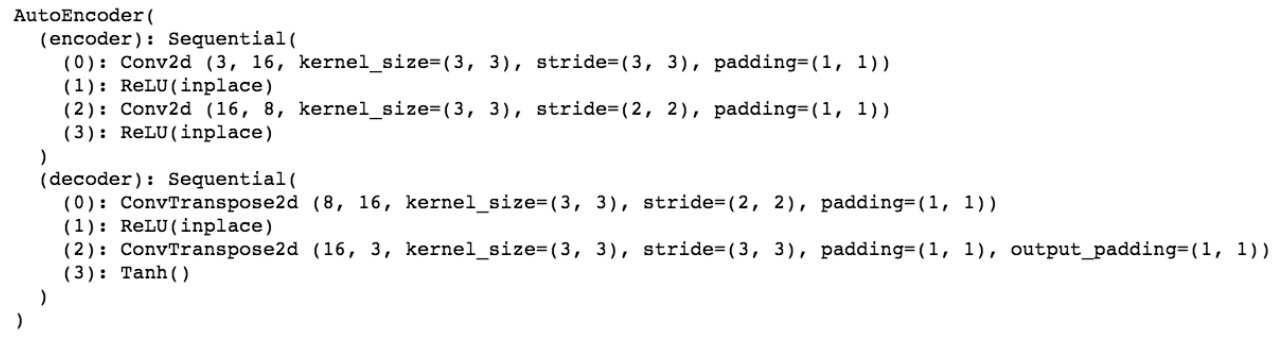 AutoEncoder(
  (encoder): Sequential(
    (0): Conv2d (3, 16, kernel_size=(3, 3), stride=(3, 3), padding=(1, 1))
    (1): ReLU(inplace)
    (2): Conv2d (16, 8, kernel_size=(3, 3), stride=(2, 2), padding=(1, 1))
    (3): ReLU(inplace)
  )
  (decoder): Sequential(
    (0): ConvTranspose2d (8, 16, kernel_size=(3, 3), stride=(2, 2), padding=(1, 1))
    (1): ReLU(inplace)
    (2): ConvTranspose2d (16, 3, kernel_size=(3, 3), stride=(3, 3), padding=(1, 1), output_padding=(1, 1))
    (3): Tanh()
  )
)